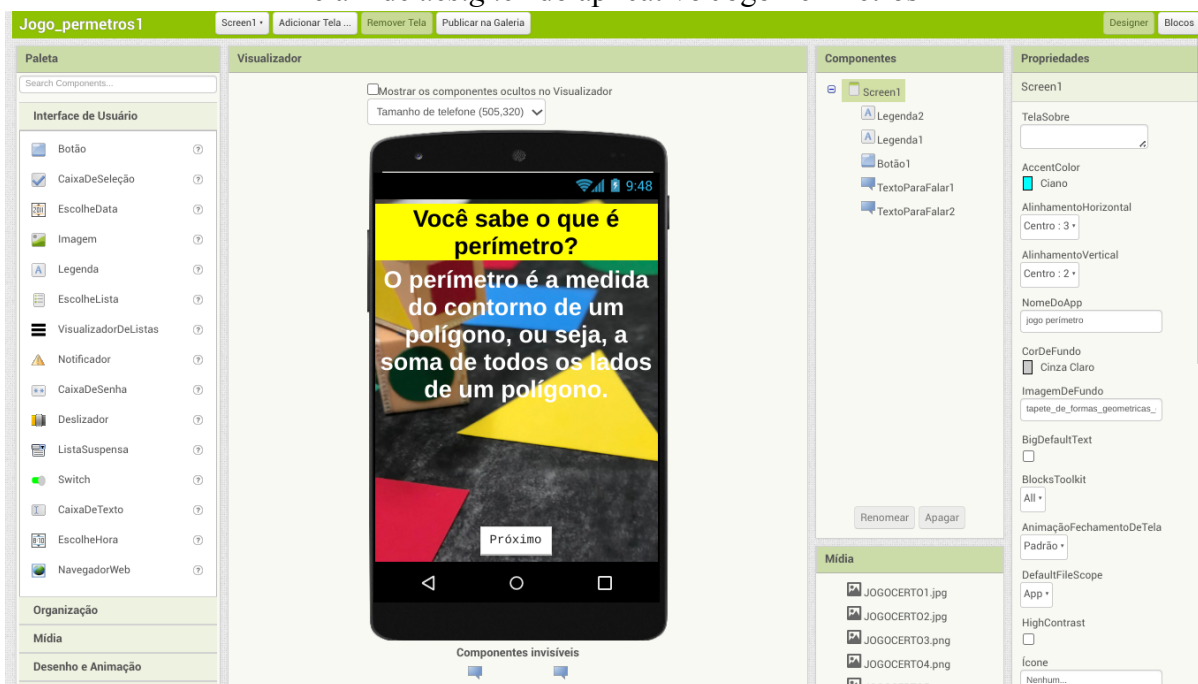 Jogo_permetros1
Screen1
Adicionar Tela ...
Remover Tela
Publicar na Galeria
Designer
Blocos
Paleta
Search Components...
Interface de Usuário
Botão
CaixaDeSeleção
EscolheData
Imagem
Legenda
EscolheLista
VisualizadorDeListas
Notificador
CaixaDeSenha
Deslizador
ListaSuspensa
Switch
CaixaDeTexto
EscolheHora
NavegadorWeb
Organização
Mídia
Desenho e Animação
Visualizador
Mostrar os componentes ocultos no Visualizador
Tamanho de telefone (505,320)
9:48
Você sabe o que é
perímetro?
O perímetro é a medida
do contorno de um
polígono, ou seja, a
soma de todos os lados
de um polígono.
Próximo
Componentes invisíveis
Componentes
Screen1
Legenda2
Legenda1
Botão1
TextoParaFalar1
TextoParaFalar2
Renomear
Apagar
Mídia
JOGOCERTO1.jpg
JOGOCERTO2.jpg
JOGOCERTO3.png
JOGOCERTO4.png
Propriedades
Screen1
TelaSobre
AccentColor
Ciano
AlinhamentoHorizontal
Centro : 3
AlinhamentoVertical
Centro : 2
NomeDoApp
jogo perímetro
CorDeFundo
Cinza Claro
ImagemDeFundo
tapete_de_formas_geometricas_
BigDefaultText
BlocksToolkit
All
AnimaçãoFechamentoDeTela
Padrão
DefaultFileScope
App
HighContrast
Ícone
Nenhum...